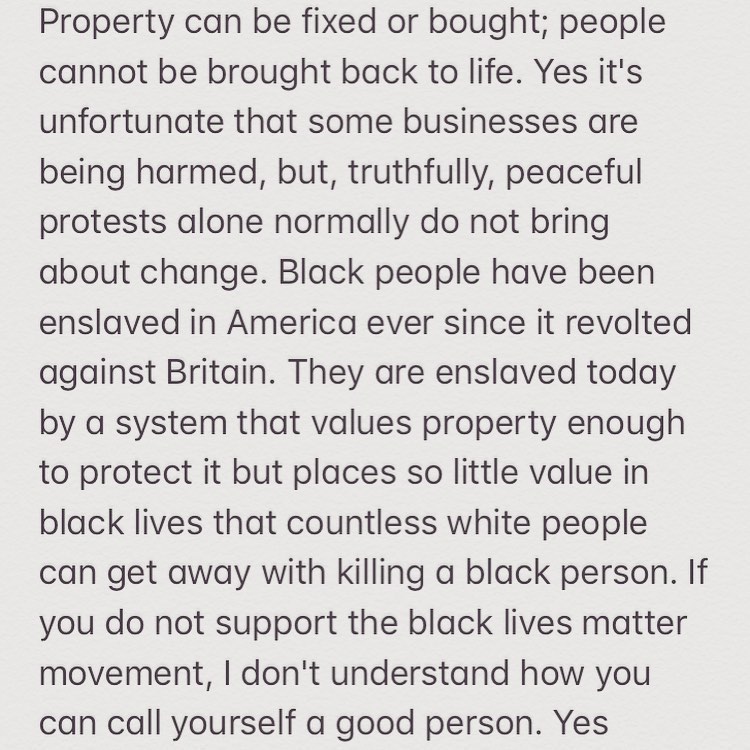 Property can be fixed or bought; people
cannot be brought back to life. Yes it's
unfortunate that some businesses are
being harmed, but, truthfully, peaceful
protests alone normally do not bring
about change. Black people have been
enslaved in America ever since it revolted
against Britain. They are enslaved today
by a system that values property enough
to protect it but places so little value in
black lives that countless white people
can get away with killing a black person. If
you do not support the black lives matter
movement, I don't understand how you
can call yourself a good person. Yes